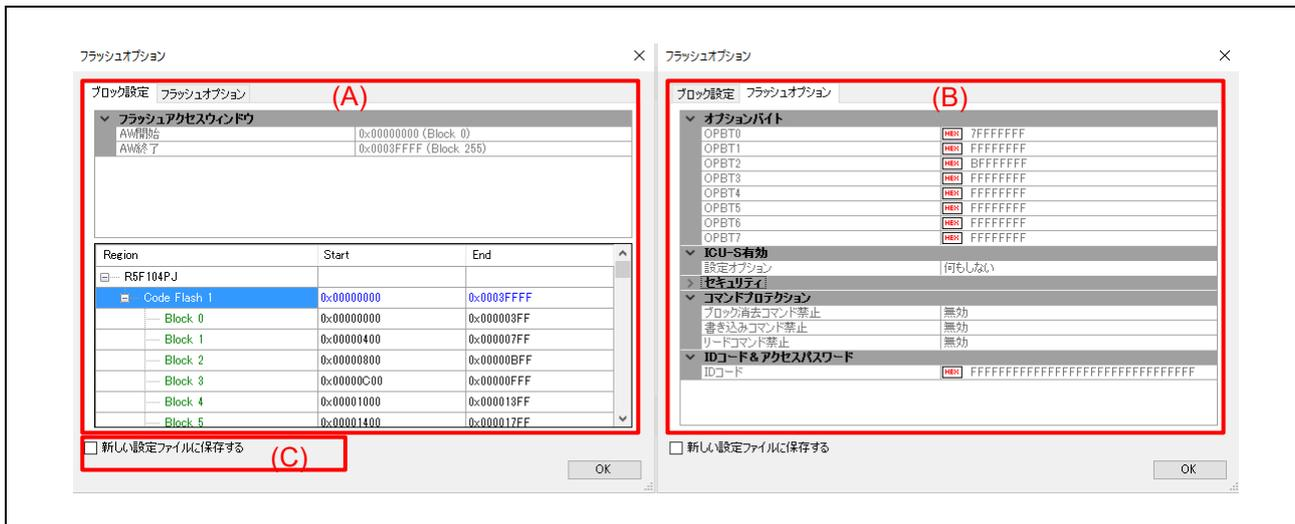 フラッシュオプション
ブロック設定 フラッシュオプション (A)
フラッシュアクセスウィンドウ
AW開始 0x00000000 (Block 0)
AW終了 0x0003FFFF (Block 255)
Region Start End
R5F104PJ
Code Flash 1 0x00000000 0x0003FFFF
Block 0 0x00000000 0x000003FF
Block 1 0x00000400 0x000007FF
Block 2 0x00000800 0x00000BFF
Block 3 0x00000C00 0x00000FFF
Block 4 0x00001000 0x000013FF
Block 5 0x00001400 0x000017FF
新しい設定ファイルに保存する (C)
OK
フラッシュオプション
ブロック設定 フラッシュオプション (B)
オプションバイト
OPBT0 HEX 7FFFFFFF
OPBT1 HEX FFFFFFFF
OPBT2 HEX BFFFFFFF
OPBT3 HEX FFFFFFFF
OPBT4 HEX FFFFFFFF
OPBT5 HEX FFFFFFFF
OPBT6 HEX FFFFFFFF
OPBT7 HEX FFFFFFFF
ICU-S有効
設定オプション 何もしない
セキュリティ
コマンドプロテクション
ブロック消去コマンド禁止 無効
書き込みコマンド禁止 無効
リードコマンド禁止 無効
IDコード&アクセスパスワード
IDコード HEX FFFFFFFFFFFFFFFFFFFFFFFFFFFFFFFF
新しい設定ファイルに保存する
OK